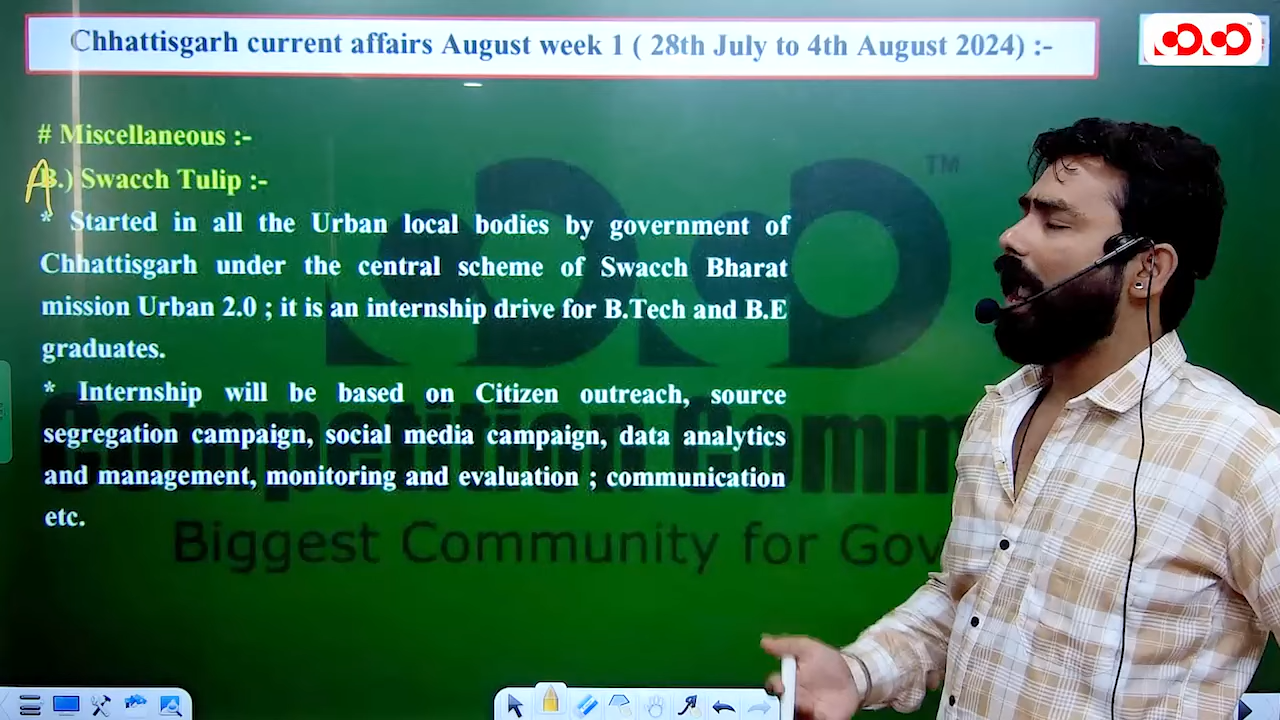 Chhattisgarh current affairs August week 1 ( 28th July to 4th August 2024) :-
# Miscellaneous :-
A
B.) Swacch Tulip :-
* Started in all the Urban local bodies by government of
Chhattisgarh under the central scheme of Swacch Bharat
mission Urban 2.0 ; it is an internship drive for B.Tech and B.E
graduates.
* Internship will be based on Citizen outreach, source
segregation campaign, social media campaign, data analytics
and management, monitoring and evaluation ; communication
etc.
TM
Competition Comm
Biggest Community for Gov